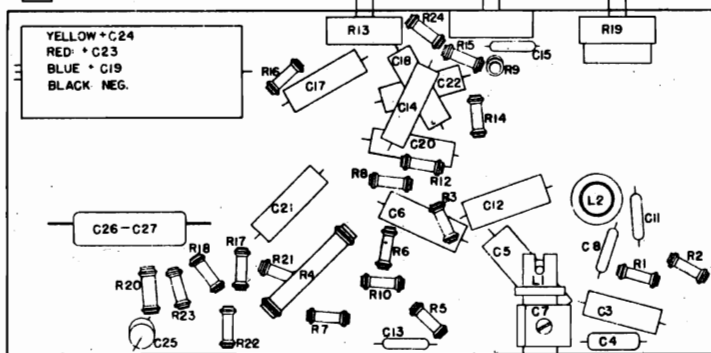 R13
R24
R19
YELLOW + C24
RED: + C23
BLUE + C19
BLACK NEG.
R15
C15
R16
C18
R9
C17
C22
C14
R14
C20
R8
R12
R3
C12
L2
C21
C6
C11
C26-C27
C5
C8
R18
R17
R21
R4
R6
R1
R2
R20
L1
R23
R10
C7
C3
R22
R7
R5
C25
C13
C4